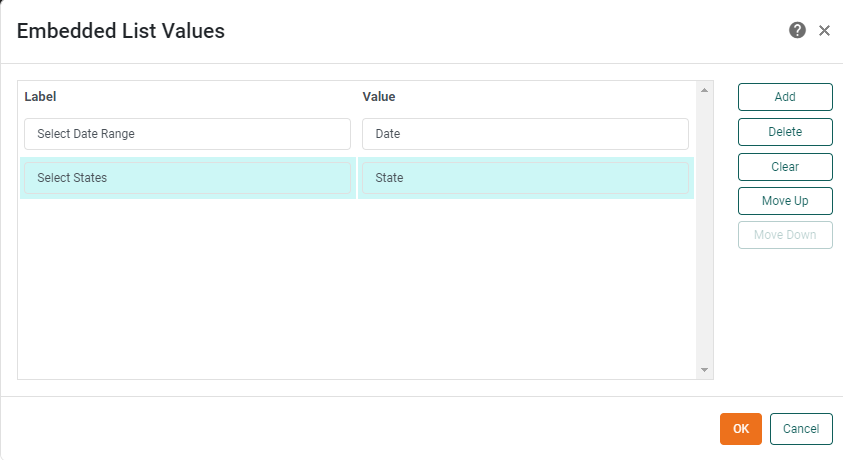 Embedded List Values
Label Value
Add
Select Date Range Date
Delete
Clear
Select States State
Move Up
Move Down
OK Cancel